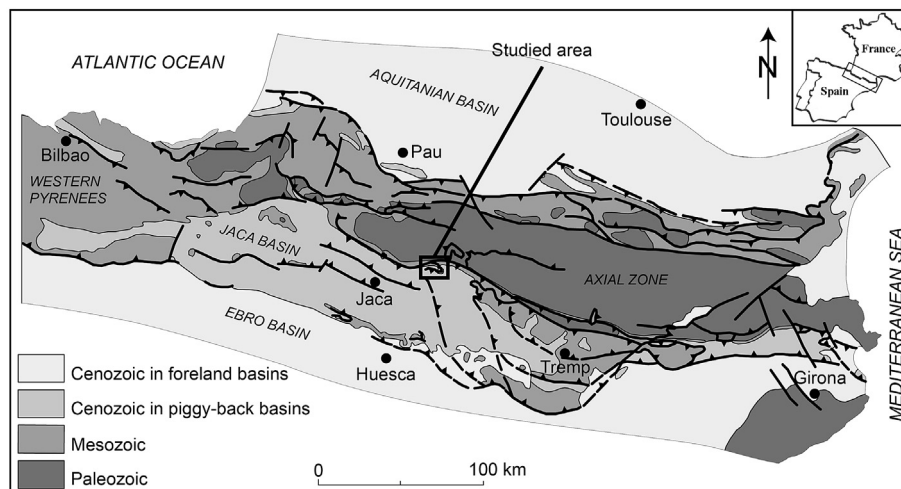 ATLANTIC OCEAN
Studied area
N
France
Spain
AQUITANIAN BASIN
Toulouse
Bilbao
Pau
WESTERN
PYRENEES
JACA BASIN
AXIAL ZONE
Jaca
EBRO BASIN
Huesca
Tremp
Girona
MEDITERRANEAN SEA
Cenozoic in foreland basins
Cenozoic in piggy-back basins
Mesozoic
Paleozoic
0 100 km